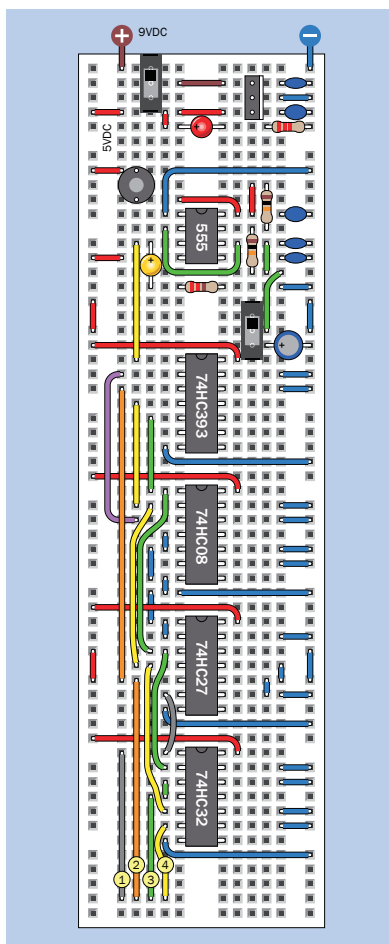 + 9VDC −
5VDC
+
+
555
+
74HC393
74HC08
74HC27
74HC32
1
2
3
4